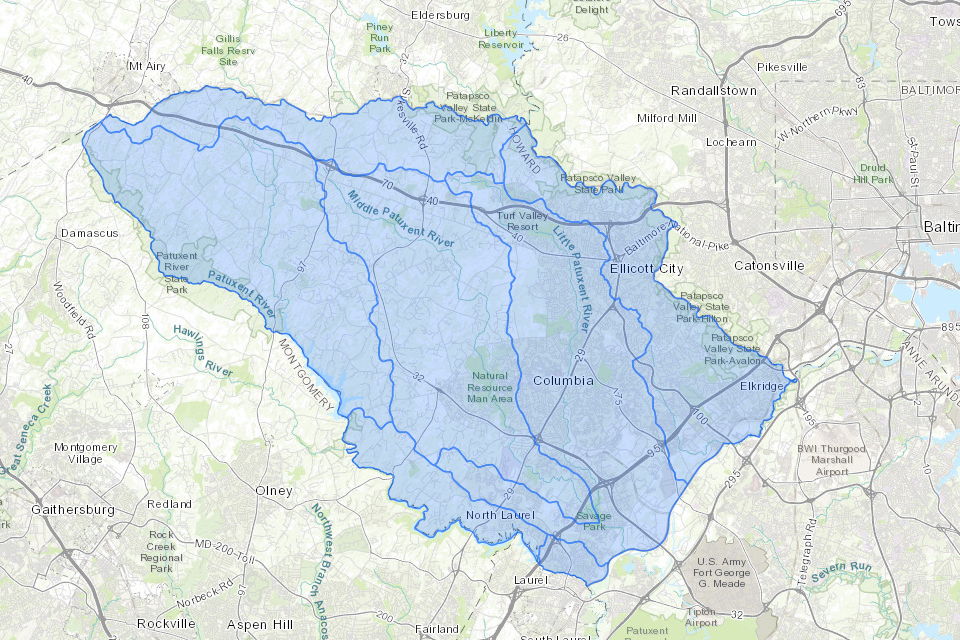 Eldersburg
Delight
Piney
Run
Park
Liberty
Reservoir
26
695
Tows
Gillis
Falls Resrv
Site
32
Mt Airy
Pikesville
83
40
Randallstown
BALTIMOR
Patapsco
Valley State
Park-McKeldin
Milford Mill
W-Northern-Pkwy
HOWARD
Lochearn
St-Paul St
Druid
Hill Park
Patapsco Valley
State Park
70
40
Middle Patuxent River
Turf Valley
Resort
40
Little Patuxent River
Baltimore
National-Pike
Baltin
Damascus
97
Ellicott City
Catonsville
Patuxent
River
State
Park
Patuxent River
Woodfield Rd
108
Hawlings River
MONTGOMERY
Patapsco
Valley State
Park-Hilton
895
27
Patapsco
Valley State
Park-Avalon
ANNE ARUNDE
29
32
Natural
Resource
Man Area
Columbia
175
Elkridge
100
195
2
Great Seneca Creek
95
Montgomery
Village
BWI Thurgood
Marshall
Airport
10
295
Olney
29
Redland
Gaithersburg
North Laurel
Savage
Park
Northwest Branch Anacos
Telegraph Rd
rk
Rock
Creek
Regional
Park
MD-200-Toll
U.S. Army
Fort George
G. Meade
Severn Run
Laurel
Norbeck-Rd
97
Tipton
Airport
32
200
Rockville
Aspen Hill
Fairland
South Laurel
Patuxent